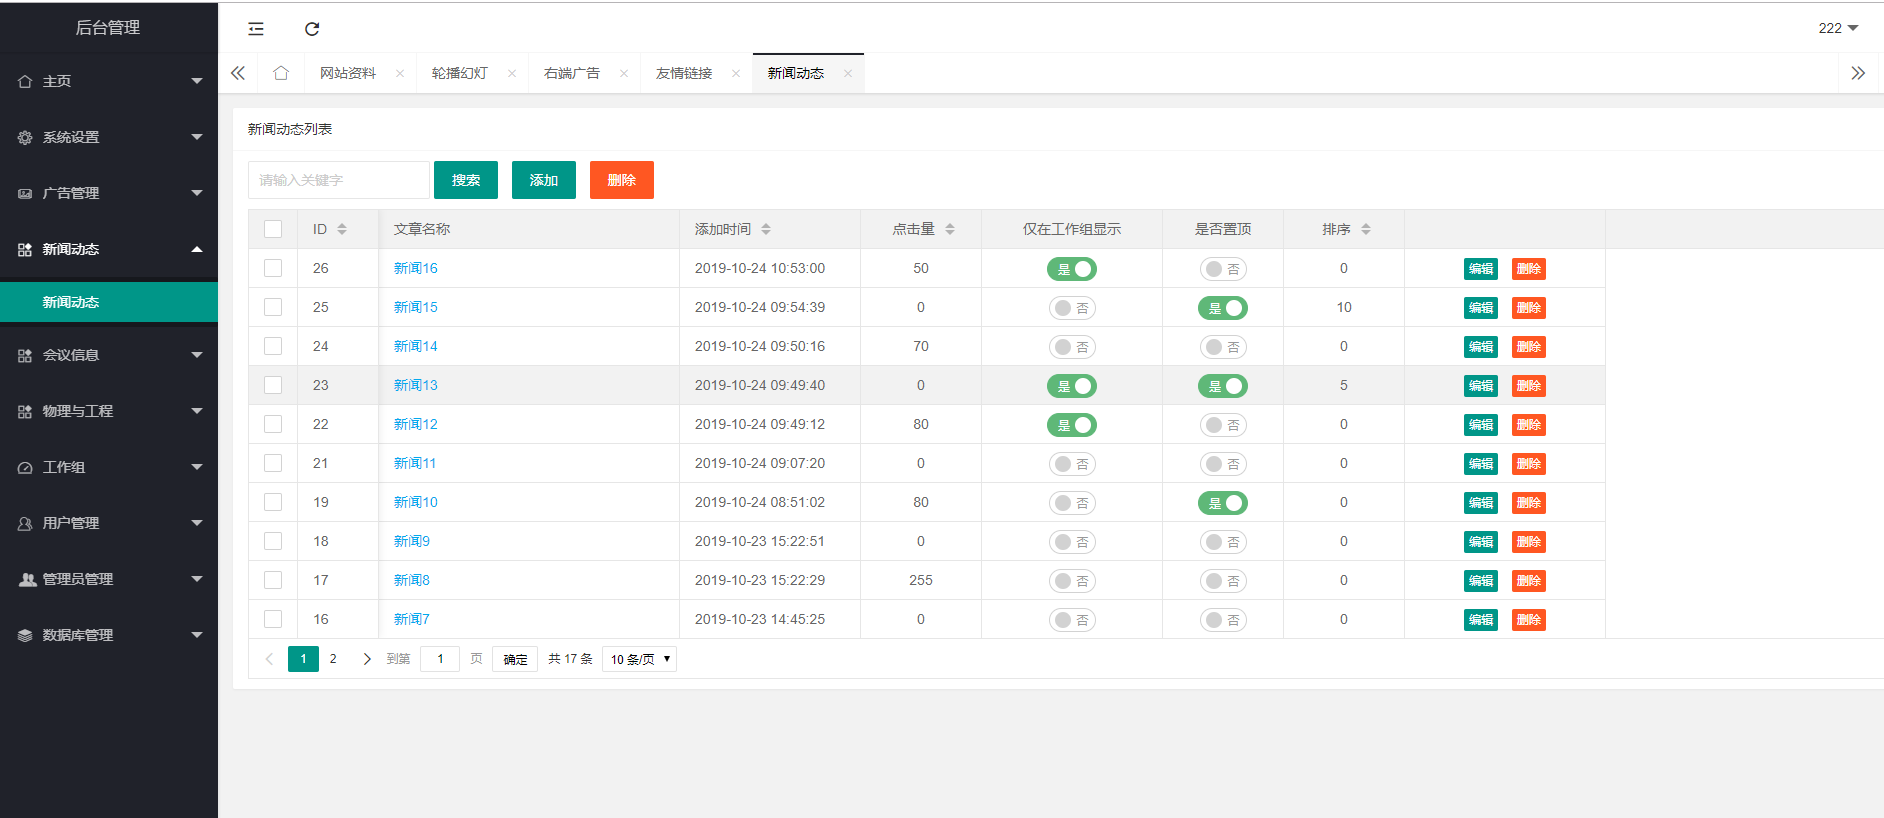 后台管理
222
主页
系统设置
广告管理
新闻动态
新闻动态
会议信息
物理与工程
工作组
用户管理
管理员管理
数据库管理
网站资料 轮播幻灯 右端广告 友情链接 新闻动态
新闻动态列表
请输入关键字 搜索 添加 删除
ID 文章名称 添加时间 点击量 仅在工作组显示 是否置顶 排序
26 新闻16 2019-10-24 10:53:00 50 是 否 0 编辑 删除
25 新闻15 2019-10-24 09:54:39 0 否 是 10 编辑 删除
24 新闻14 2019-10-24 09:50:16 70 否 否 0 编辑 删除
23 新闻13 2019-10-24 09:49:40 0 是 是 5 编辑 删除
22 新闻12 2019-10-24 09:49:12 80 是 否 0 编辑 删除
21 新闻11 2019-10-24 09:07:20 0 否 否 0 编辑 删除
19 新闻10 2019-10-24 08:51:02 80 否 是 0 编辑 删除
18 新闻9 2019-10-23 15:22:51 0 否 否 0 编辑 删除
17 新闻8 2019-10-23 15:22:29 255 否 否 0 编辑 删除
16 新闻7 2019-10-23 14:45:25 0 否 否 0 编辑 删除
1 2 到第 1 页 确定 共 17 条 10 条/页